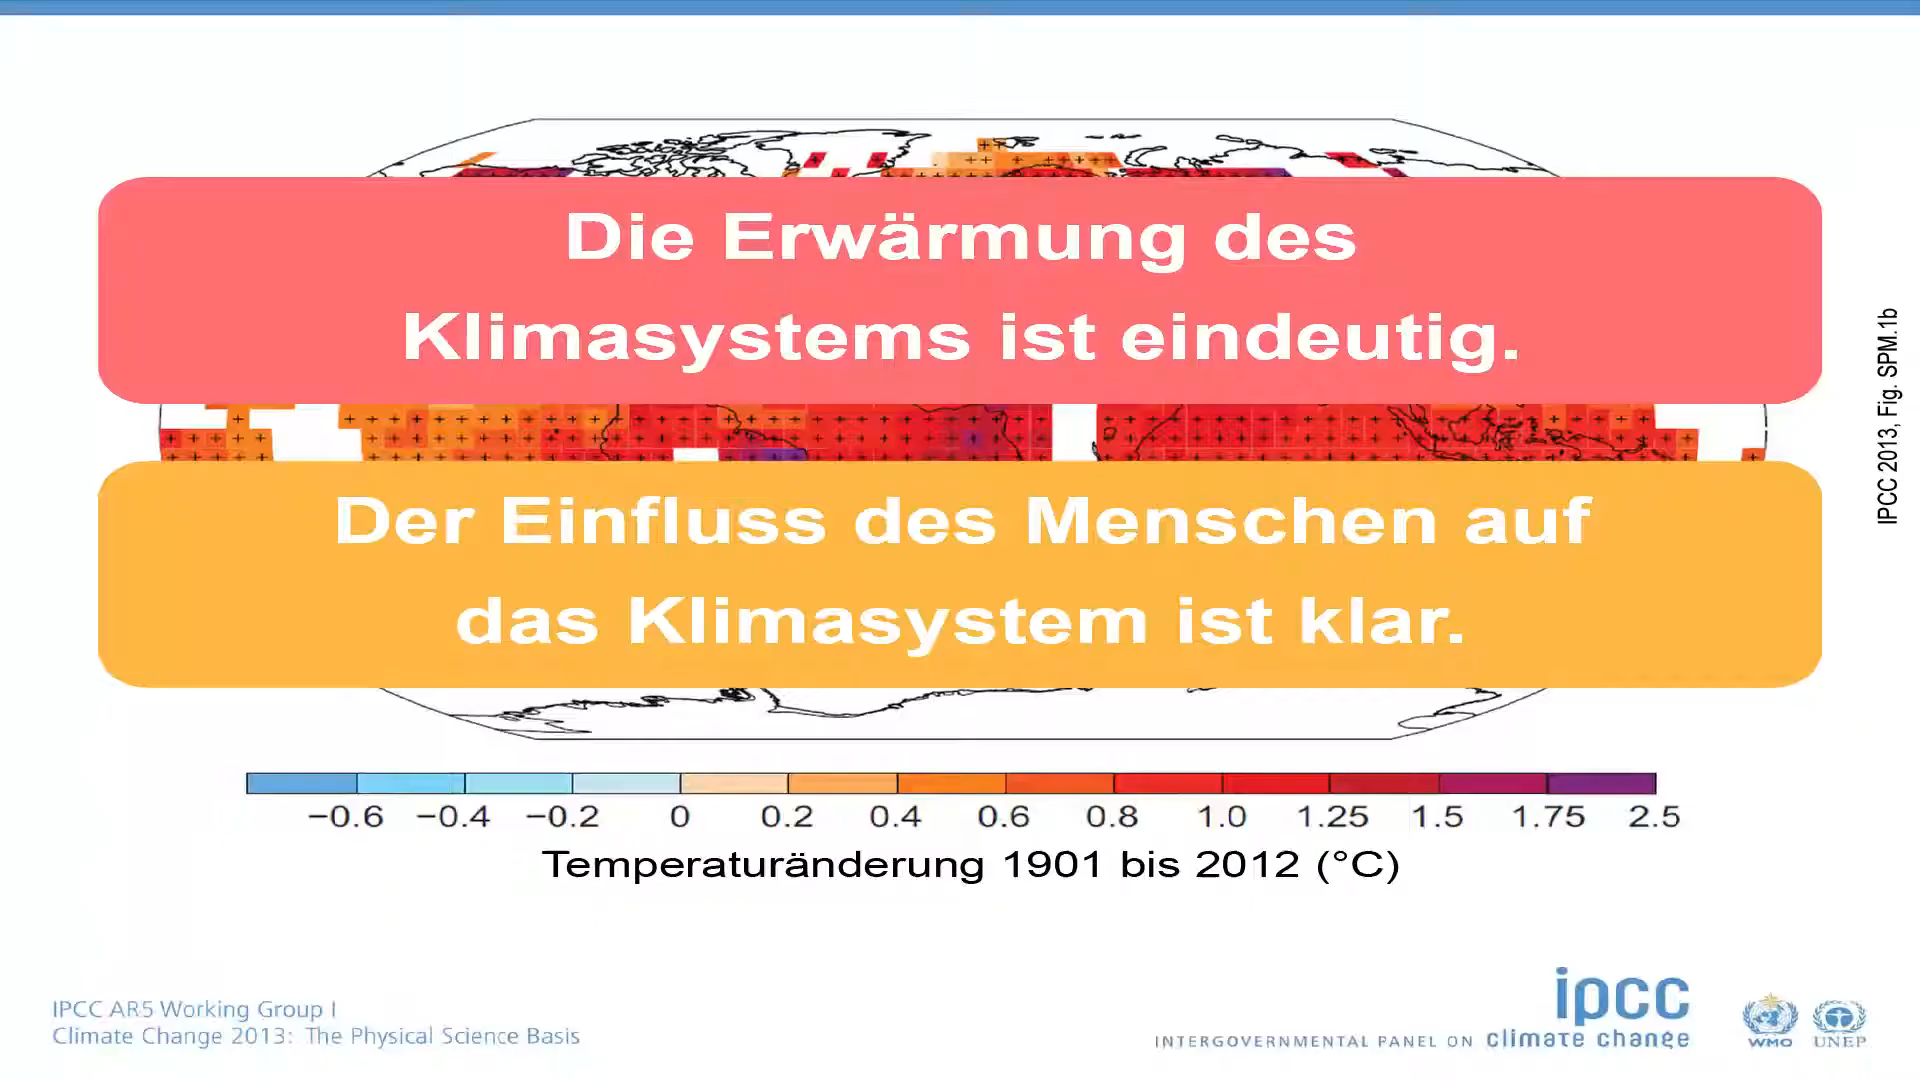 Die Erwärmung des
Klimasystems ist eindeutig.
Der Einfluss des Menschen auf
das Klimasystem ist klar.
IPCC 2013, Fig. SPM.1b
−0.6 −0.4 −0.2 0 0.2 0.4 0.6 0.8 1.0 1.25 1.5 1.75 2.5
Temperaturänderung 1901 bis 2012 (°C)
IPCC AR5 Working Group I
Climate Change 2013: The Physical Science Basis
ipcc
INTERGOVERNMENTAL PANEL ON climate change
WMO UNEP